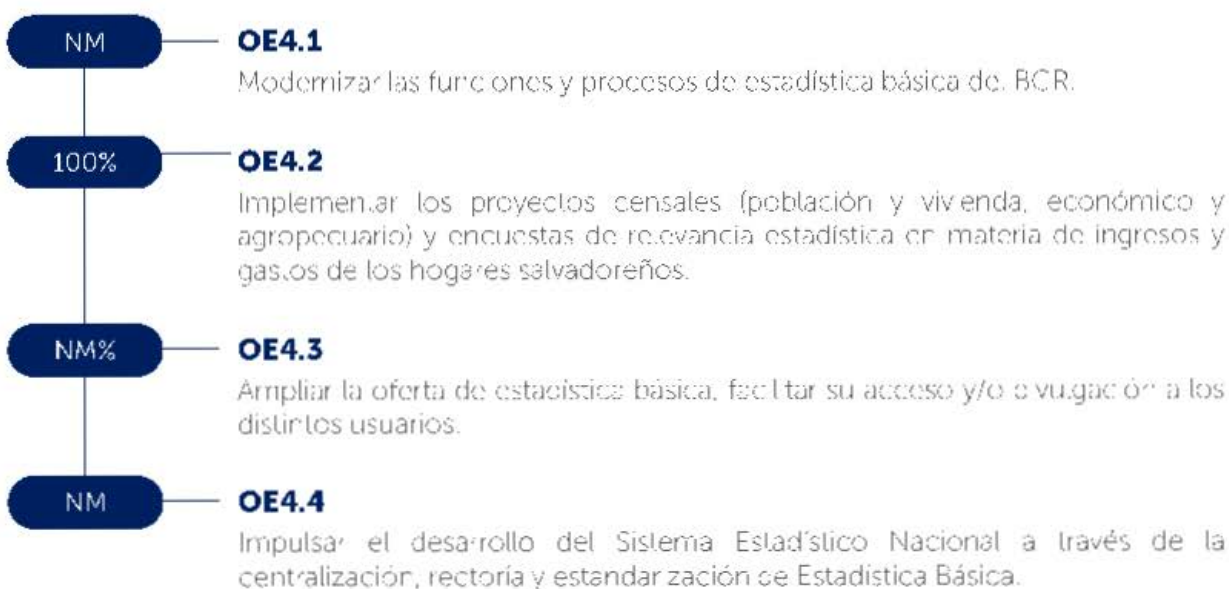 NM
OE4.1
Modernizar las funciones y procesos de estadística básica del BCR.
100%
OE4.2
Implementar los proyectos censales (población y vivienda, económico y
agropecuario) y encuestas de relevancia estadística en materia de ingresos y
gastos de los hogares salvadoreños.
NM%
OE4.3
Ampliar la oferta de estadística básica, facilitar su acceso y/o divulgación a los
distintos usuarios.
NM
OE4.4
Impulsar el desarrollo del Sistema Estadístico Nacional a través de la
centralización, rectoría y estandarización de Estadística Básica.